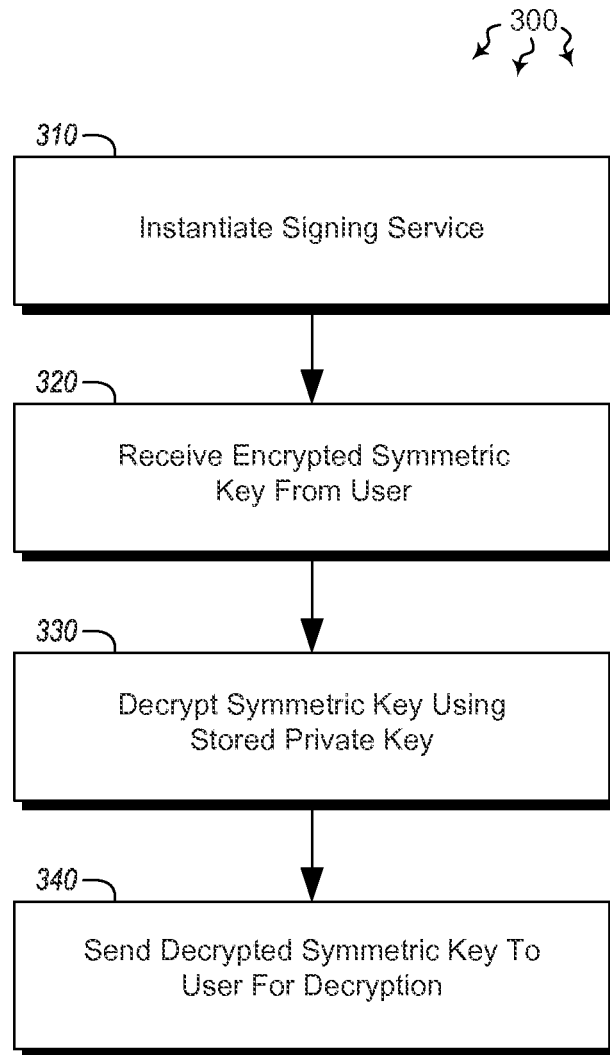 300
310
Instantiate Signing Service
320
Receive Encrypted Symmetric
Key From User
330
Decrypt Symmetric Key Using
Stored Private Key
340
Send Decrypted Symmetric Key To
User For Decryption